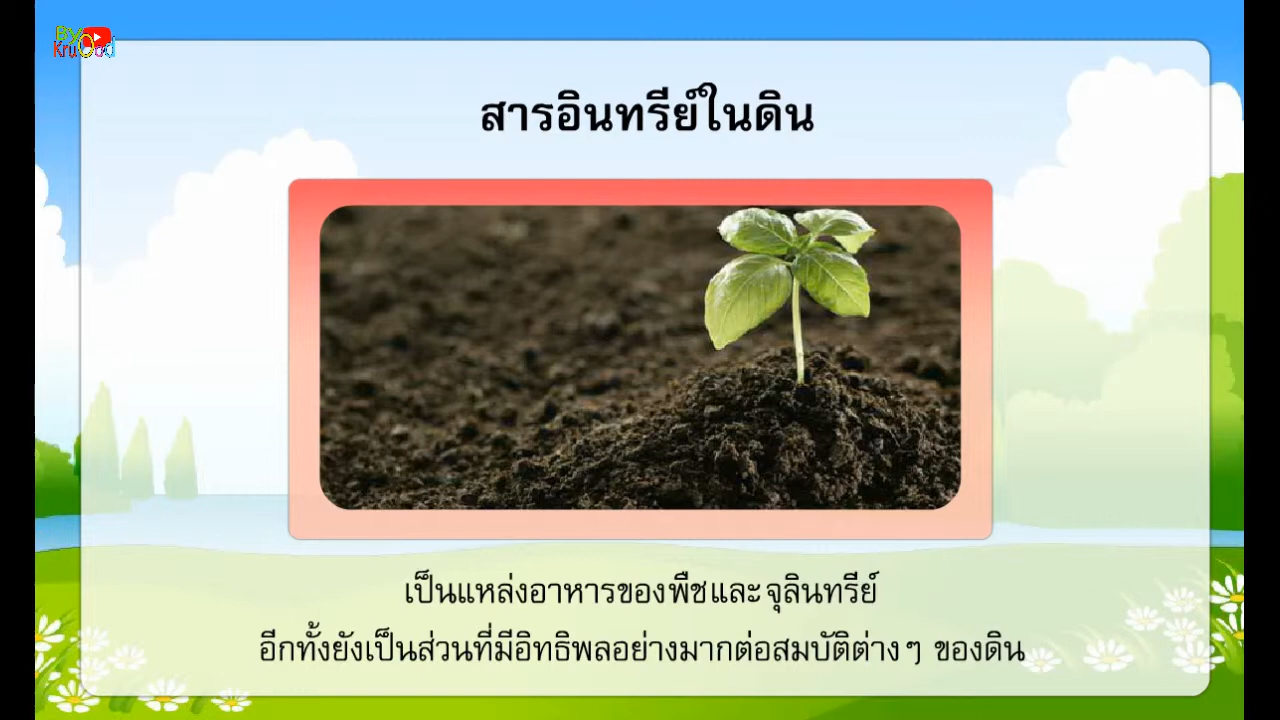 By
KruOod
สารอินทรีย์ในดิน
เป็นแหล่งอาหารของพืชและจุลินทรีย์
อีกทั้งยังเป็นส่วนที่มีอิทธิพลอย่างมากต่อสมบัติต่างๆ ของดิน